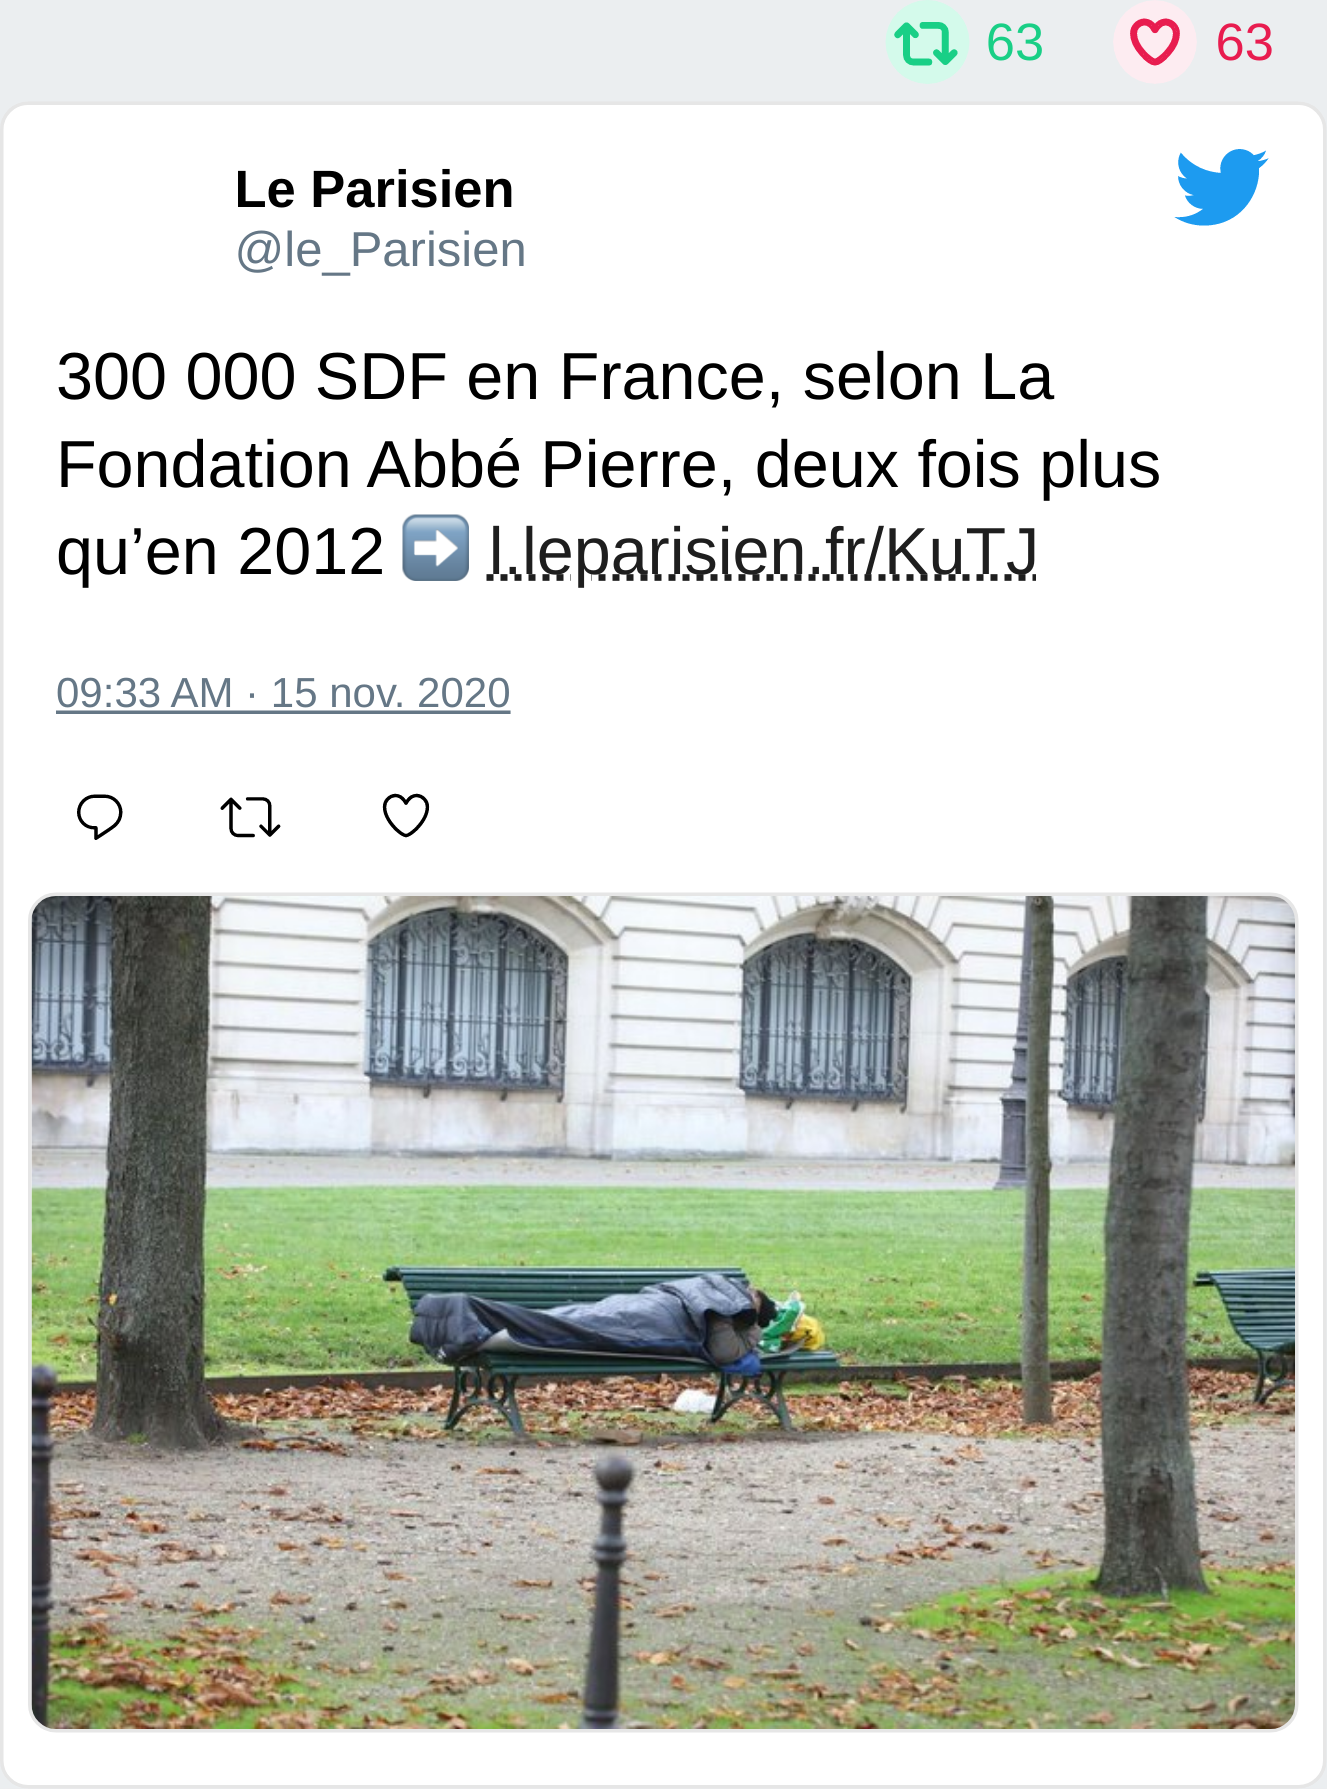 63 63
Le Parisien
@le_Parisien
300 000 SDF en France, selon La
Fondation Abbé Pierre, deux fois plus
qu’en 2012 ➡️ l.leparisien.fr/KuTJ
09:33 AM · 15 nov. 2020